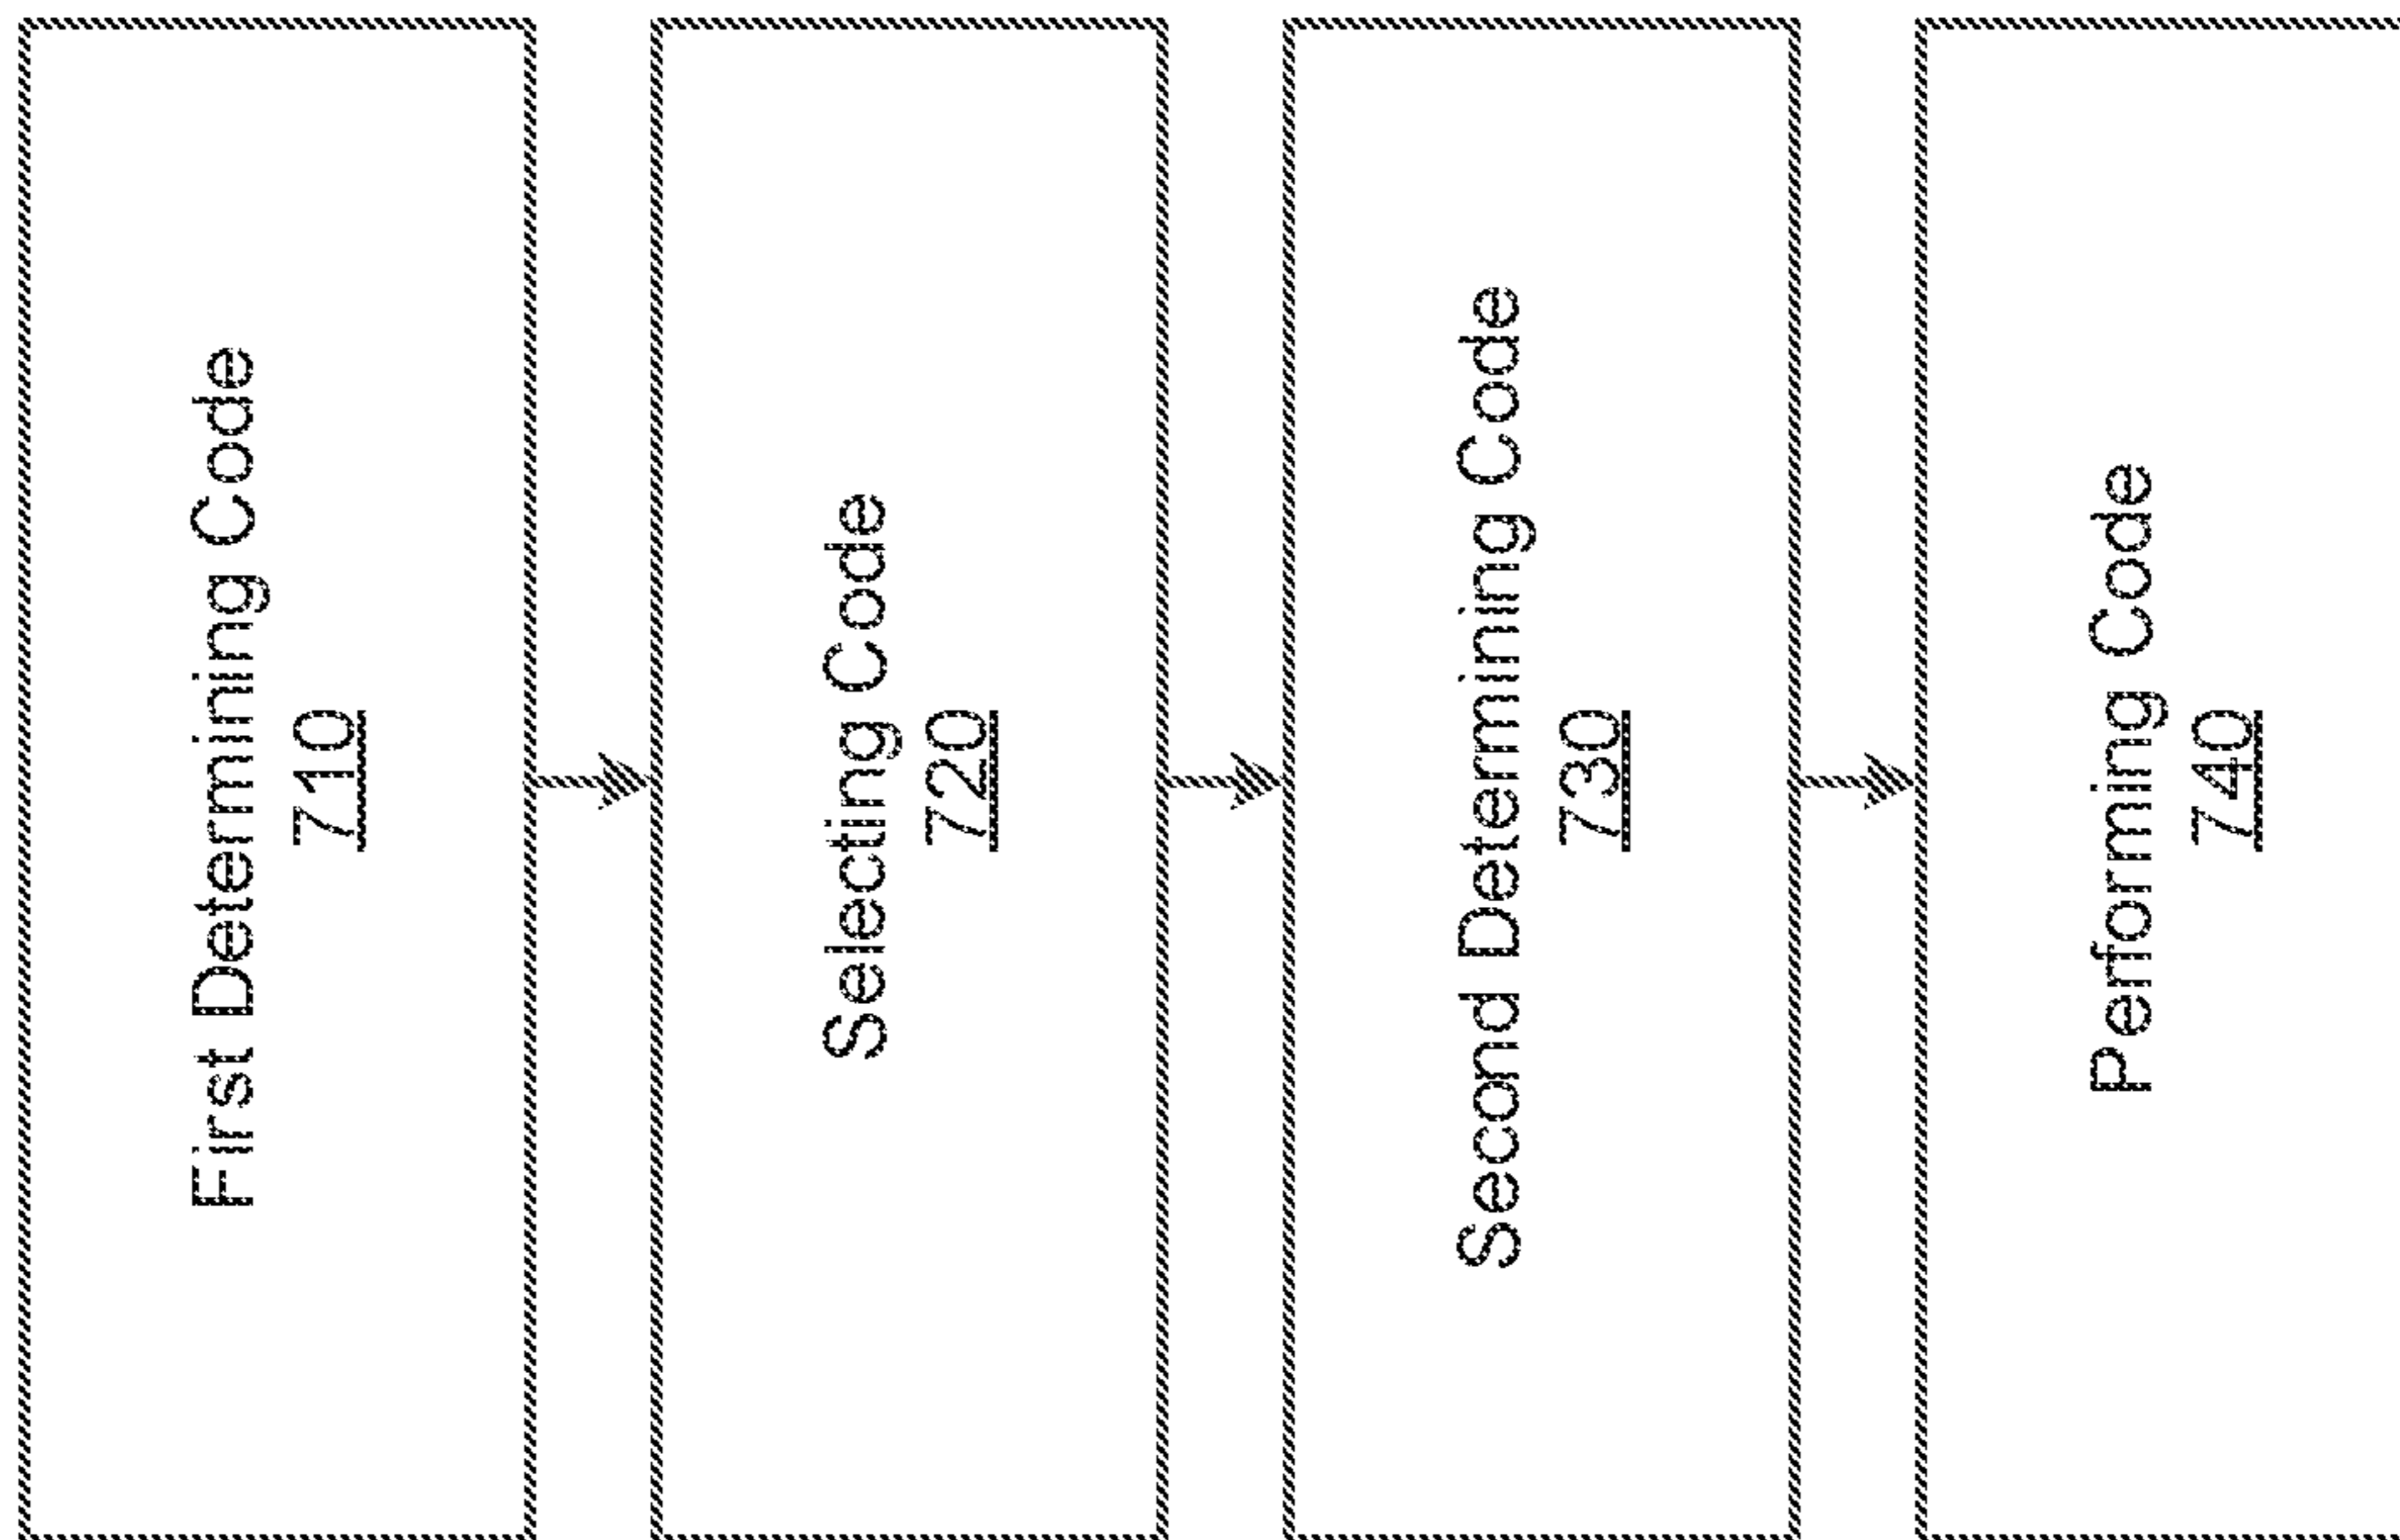 First Determining Code
710
Selecting Code
720
Second Determining Code
730
Performing Code
740